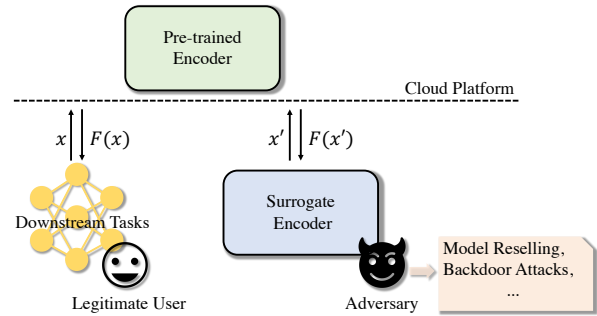 Pre-trained
Encoder
Cloud Platform
x
F(x)
x′
F(x′)
Downstream Tasks
Surrogate
Encoder
Model Reselling,
Backdoor Attacks,
...
Legitimate User
Adversary